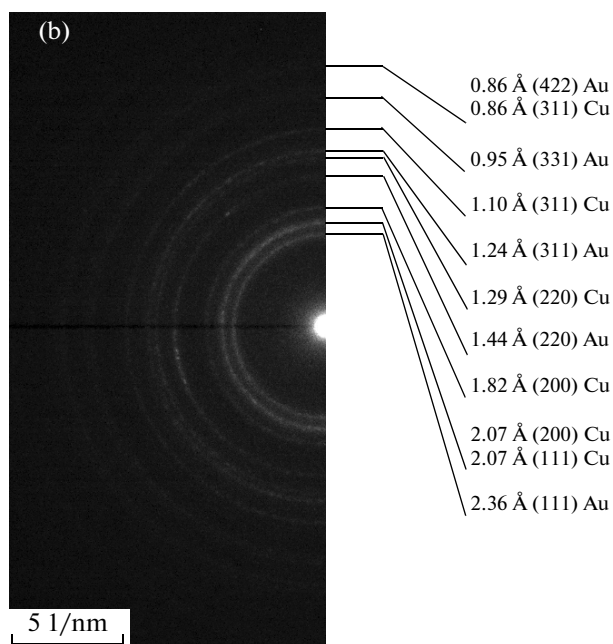 (b)
0.86 Å (422) Au
0.86 Å (311) Cu
0.95 Å (331) Au
1.10 Å (311) Cu
1.24 Å (311) Au
1.29 Å (220) Cu
1.44 Å (220) Au
1.82 Å (200) Cu
2.07 Å (200) Cu
2.07 Å (111) Cu
2.36 Å (111) Au
5 1/nm